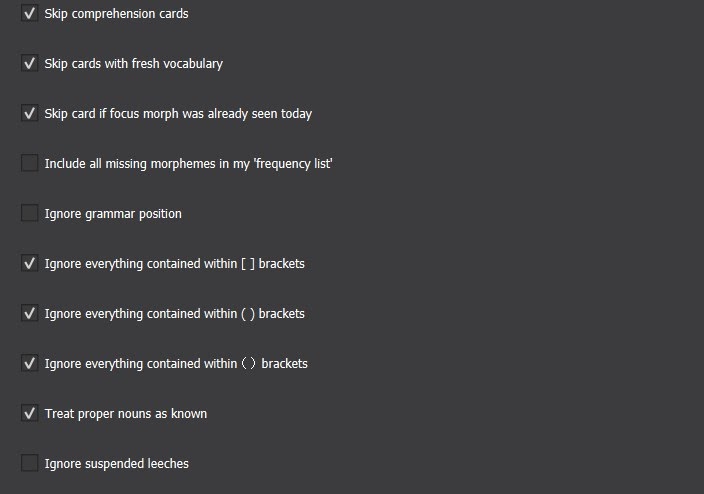 Skip comprehension cards
Skip cards with fresh vocabulary
Skip card if focus morph was already seen today
Include all missing morphemes in my 'frequency list'
Ignore grammar position
Ignore everything contained within [ ] brackets
Ignore everything contained within ( ) brackets
Ignore everything contained within （ ） brackets
Treat proper nouns as known
Ignore suspended leeches